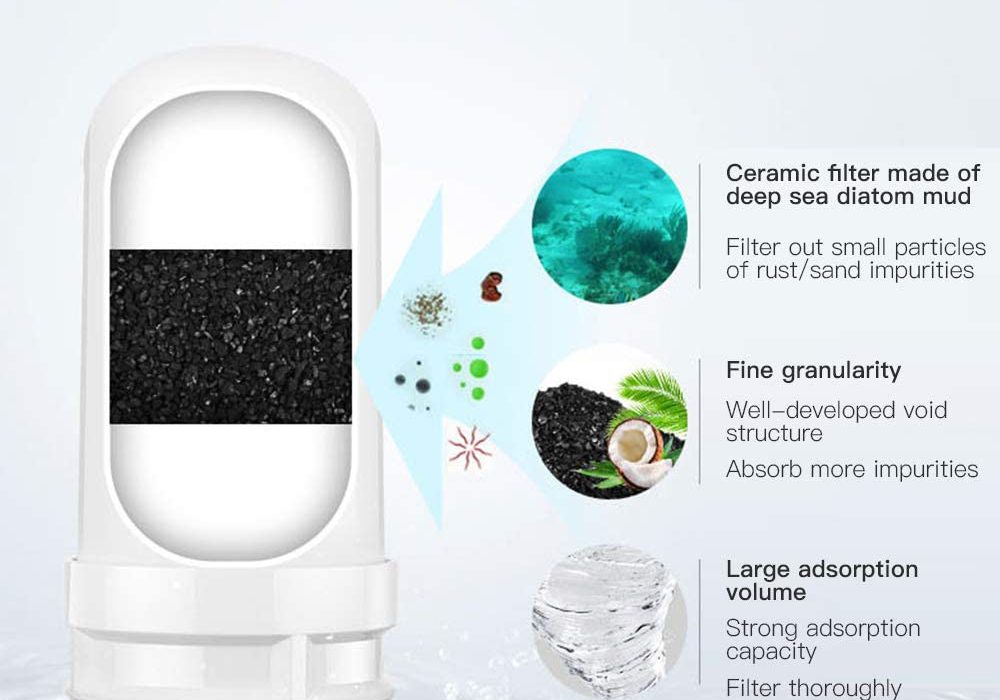 Ceramic filter made of
deep sea diatom mud
Filter out small particles
of rust/sand impurities
Fine granularity
Well-developed void
structure
Absorb more impurities
Large adsorption
volume
Strong adsorption
capacity
Filter thoroughly